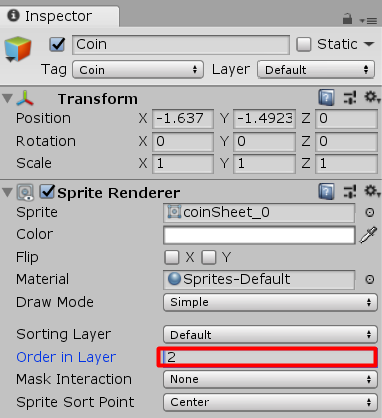 Inspector
Coin
Static
Tag Coin Layer Default
Transform
Position X -1.637 Y -1.4923 Z 0
Rotation X 0 Y 0 Z 0
Scale X 1 Y 1 Z 1
Sprite Renderer
Sprite coinSheet_0
Color
Flip X Y
Material Sprites-Default
Draw Mode Simple
Sorting Layer Default
Order in Layer 2
Mask Interaction None
Sprite Sort Point Center